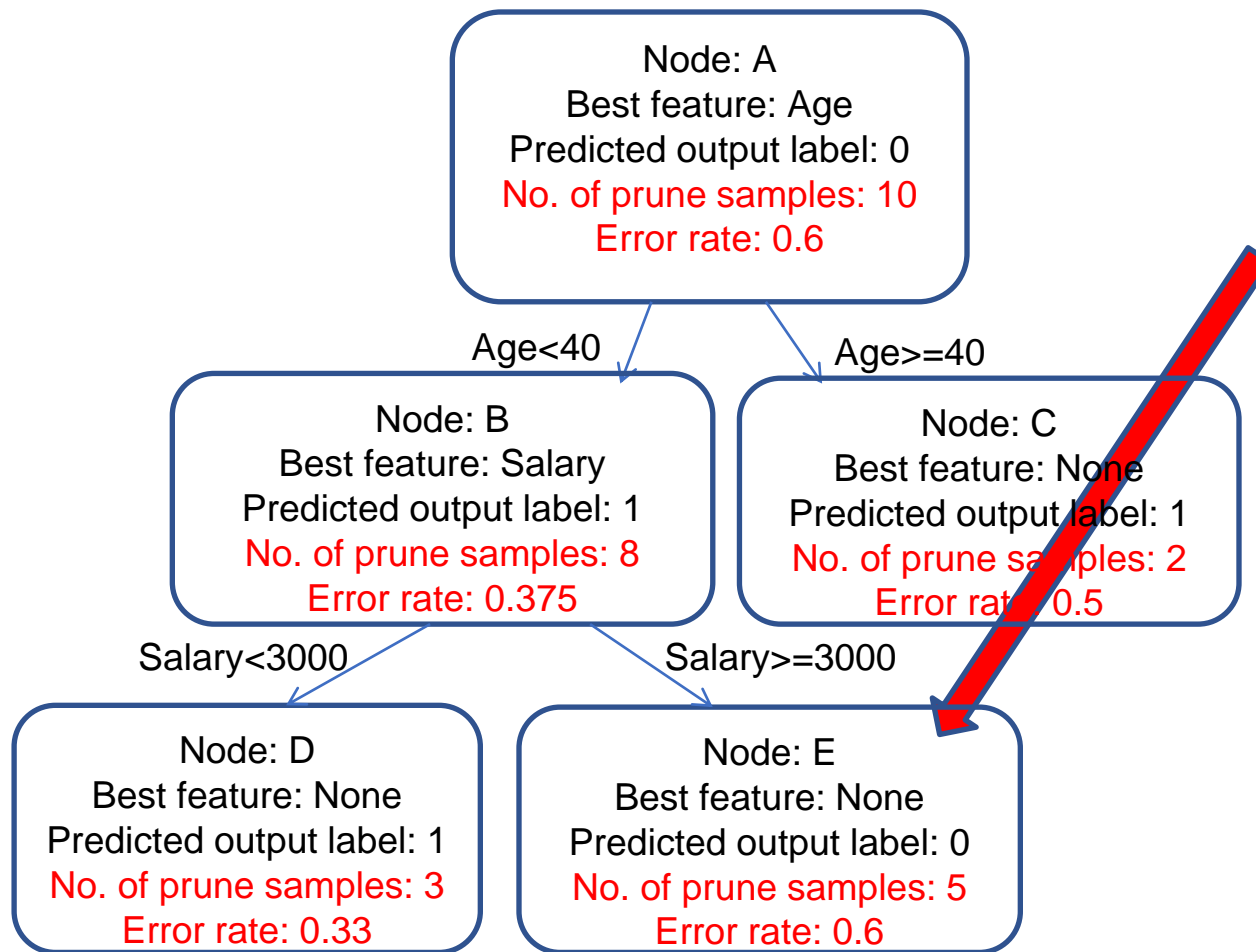 Node: A
Best feature: Age
Predicted output label: 0
No. of prune samples: 10
Error rate: 0.6
Age<40
Age>=40
Node: B
Best feature: Salary
Predicted output label: 1
No. of prune samples: 8
Error rate: 0.375
Node: C
Best feature: None
Predicted output label: 1
No. of prune samples: 2
Error rate: 0.5
Salary<3000
Salary>=3000
Node: D
Best feature: None
Predicted output label: 1
No. of prune samples: 3
Error rate: 0.33
Node: E
Best feature: None
Predicted output label: 0
No. of prune samples: 5
Error rate: 0.6